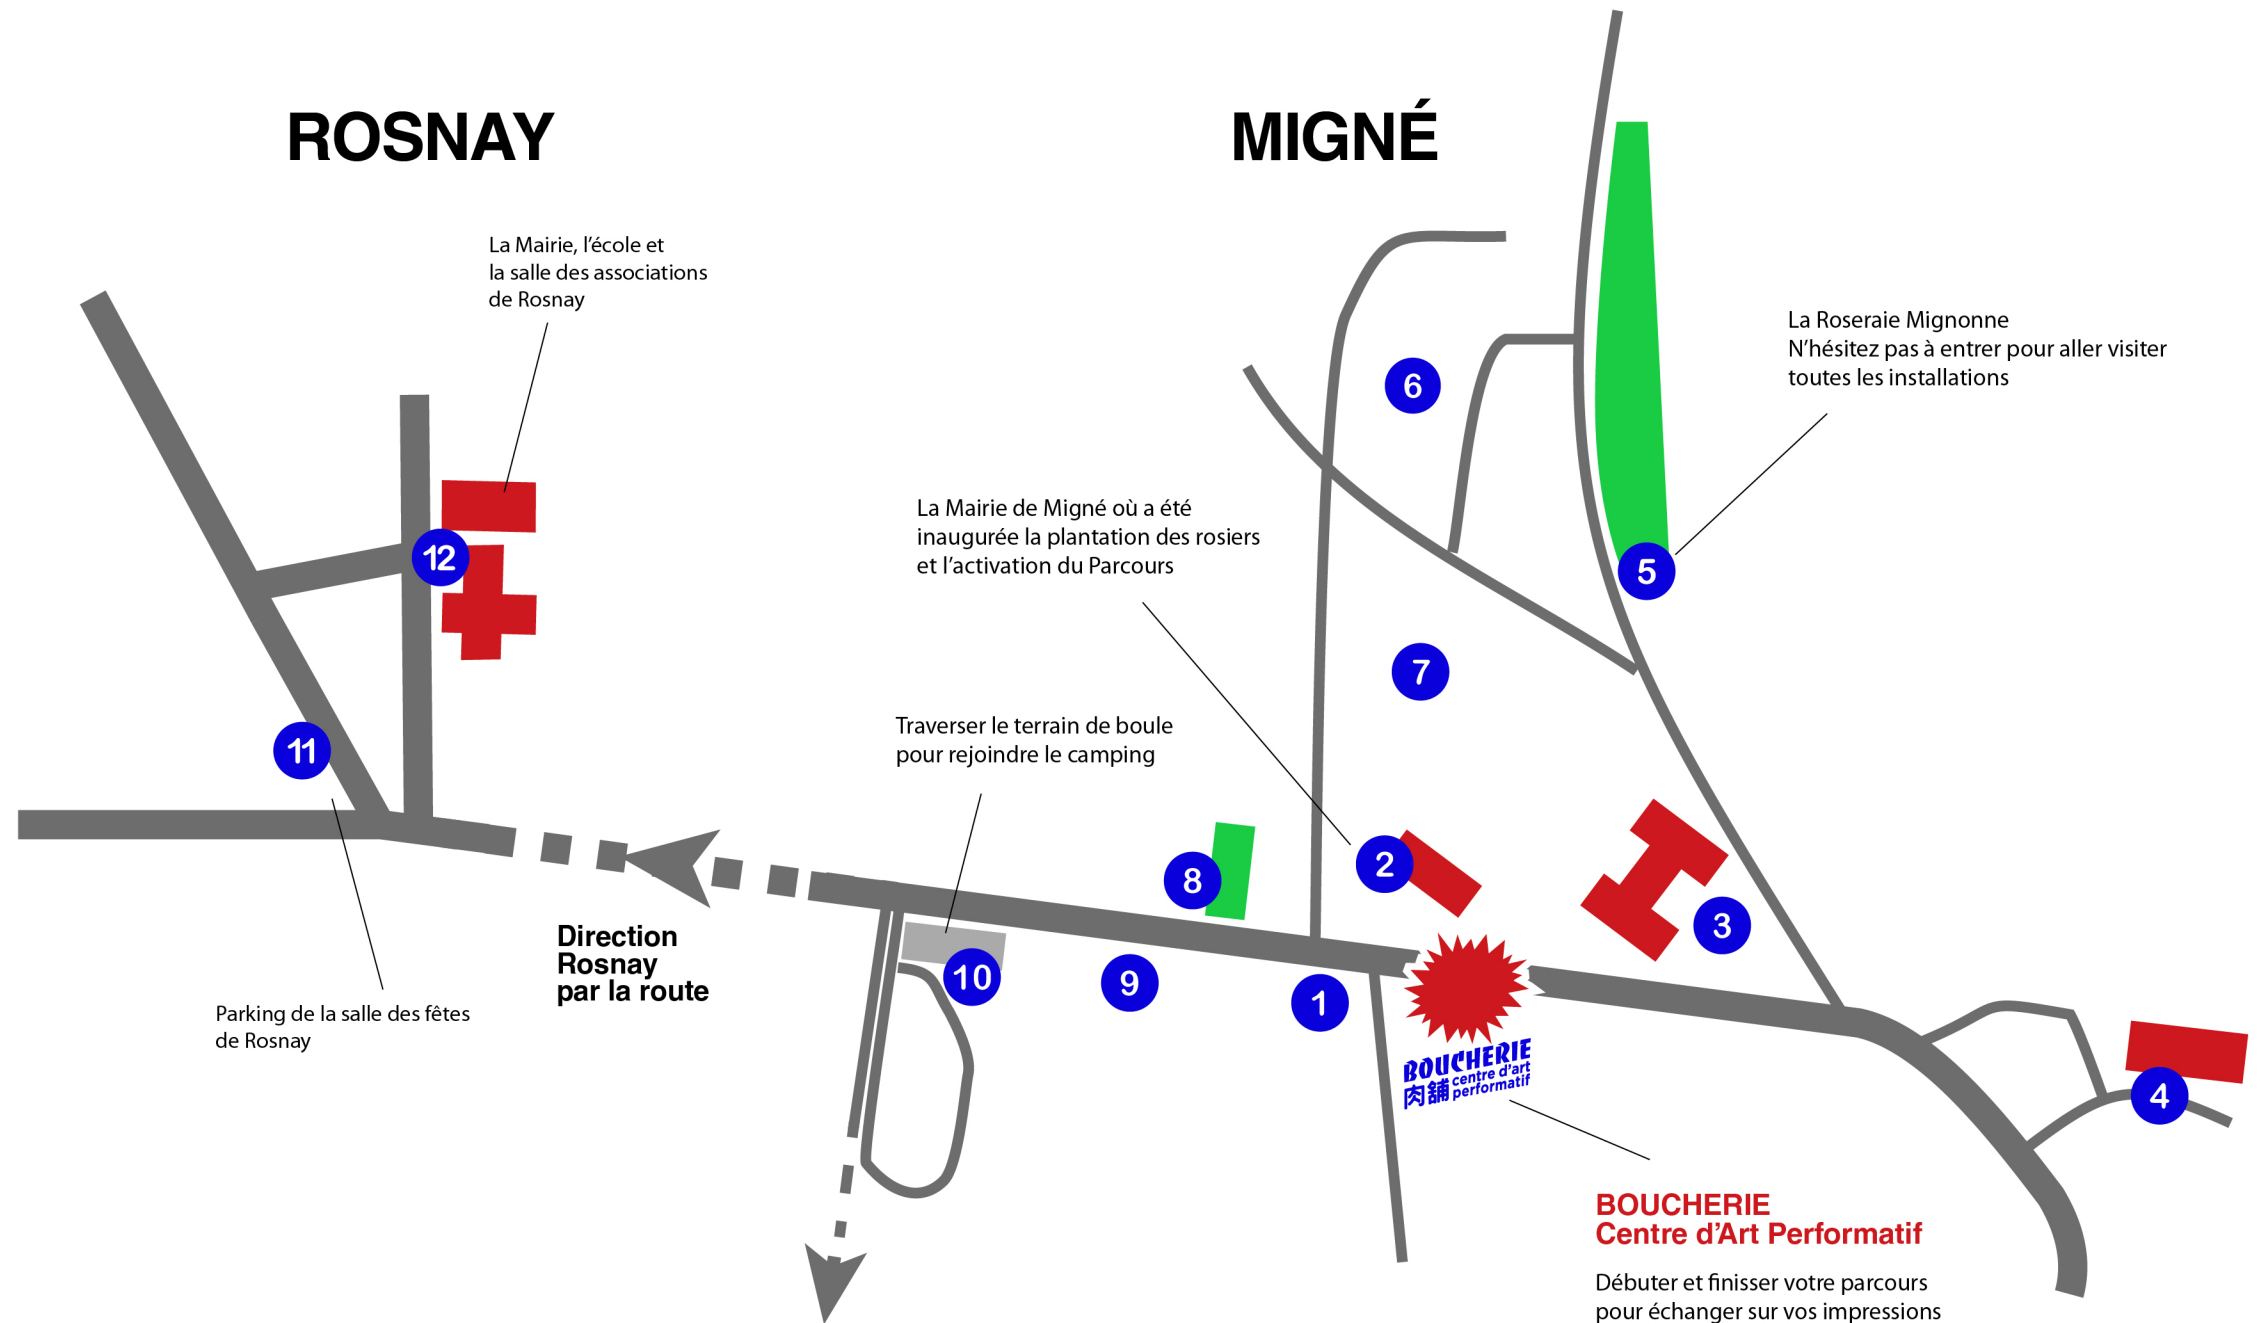 ROSNAY
MIGNÉ
La Mairie, l’école et
la salle des associations
de Rosnay
La Roseraie Mignonne
N’hésitez pas à entrer pour aller visiter
toutes les installations
6
La Mairie de Migné où a été
inaugurée la plantation des rosiers
et l’activation du Parcours
12
5
7
Traverser le terrain de boule
pour rejoindre le camping
11
8
2
3
Direction
Rosnay
par la route
10
9
1
Parking de la salle des fêtes
de Rosnay
BOUCHERIE
肉舖 centre d’art
performatif
4
BOUCHERIE
Centre d’Art Performatif
Débuter et finisser votre parcours
pour échanger sur vos impressions